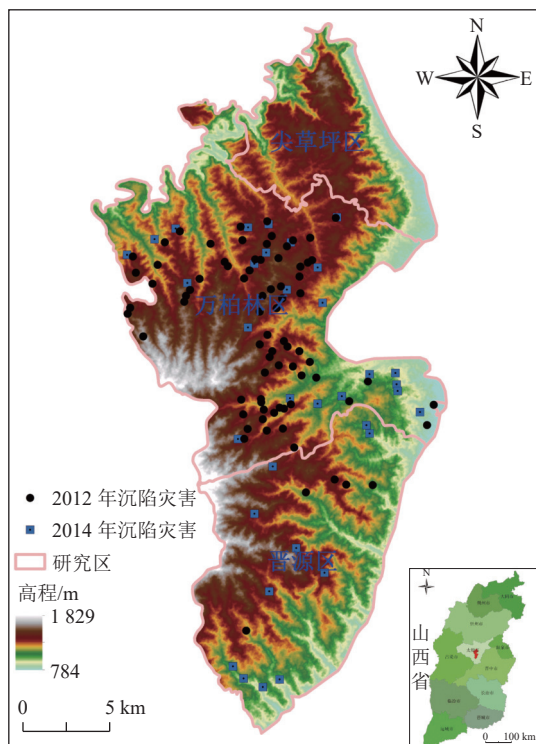 N
W E
S
尖草坪区
万柏林区
晋源区
2012 年沉陷灾害
2014 年沉陷灾害
研究区
高程/m
1 829
784
0 5 km
N
山西省
0 100 km